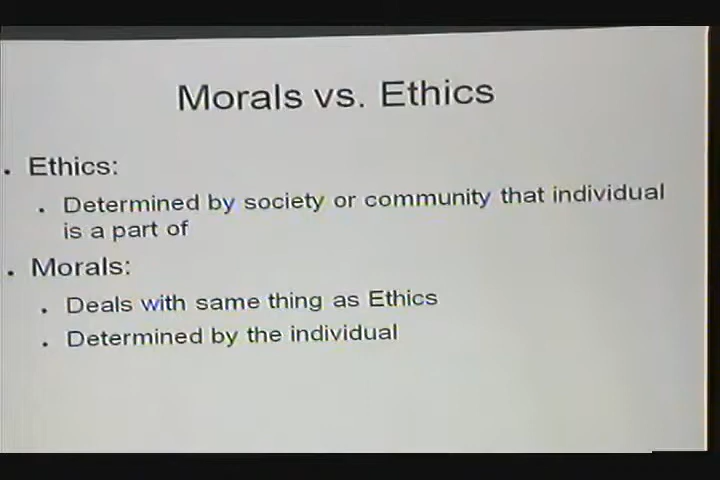 Morals vs. Ethics
Ethics:
Determined by society or community that individual
is a part of
Morals:
Deals with same thing as Ethics
Determined by the individual